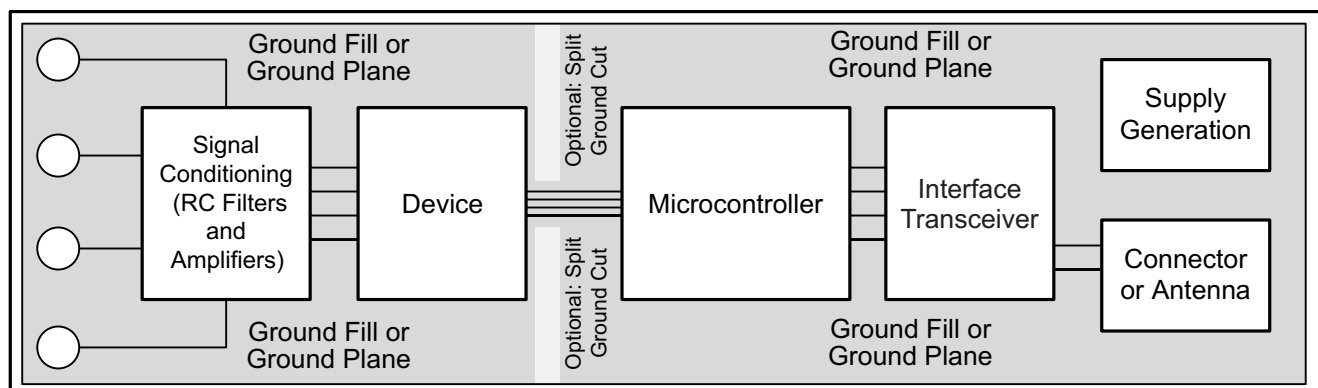 Ground Fill or
Ground Plane
Optional: Split
Ground Cut
Ground Fill or
Ground Plane
Supply
Generation
Signal
Conditioning
(RC Filters
and
Amplifiers)
Device
Microcontroller
Interface
Transceiver
Connector
or Antenna
Ground Fill or
Ground Plane
Optional: Split
Ground Cut
Ground Fill or
Ground Plane